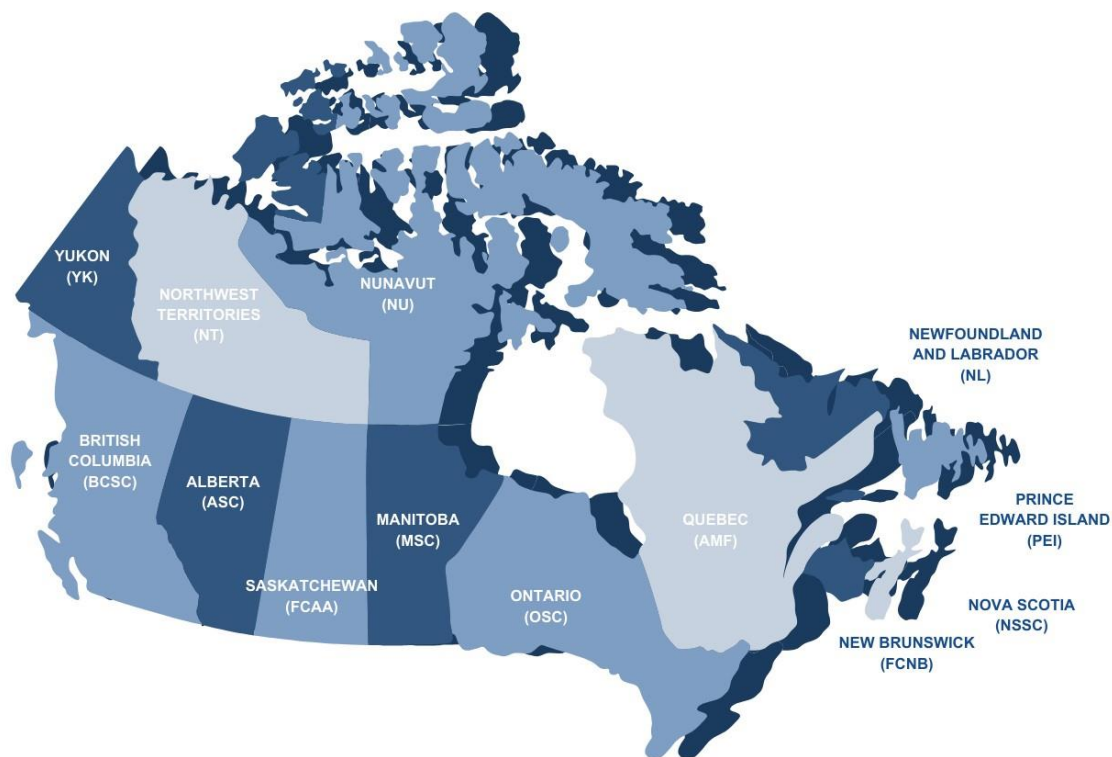 YUKON
(YK)
NORTHWEST
TERRITORIES
(NT)
NUNAVUT
(NU)
NEWFOUNDLAND
AND LABRADOR
(NL)
BRITISH
COLUMBIA
(BCSC)
ALBERTA
(ASC)
SASKATCHEWAN
(FCAA)
MANITOBA
(MSC)
ONTARIO
(OSC)
QUEBEC
(AMF)
PRINCE
EDWARD ISLAND
(PEI)
NOVA SCOTIA
(NSSC)
NEW BRUNSWICK
(FCNB)